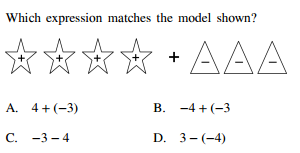 Which expression matches the model shown?
+ + + + + − − −
A. 4 + (−3) B. −4 + (−3
C. −3 − 4 D. 3 − (−4)